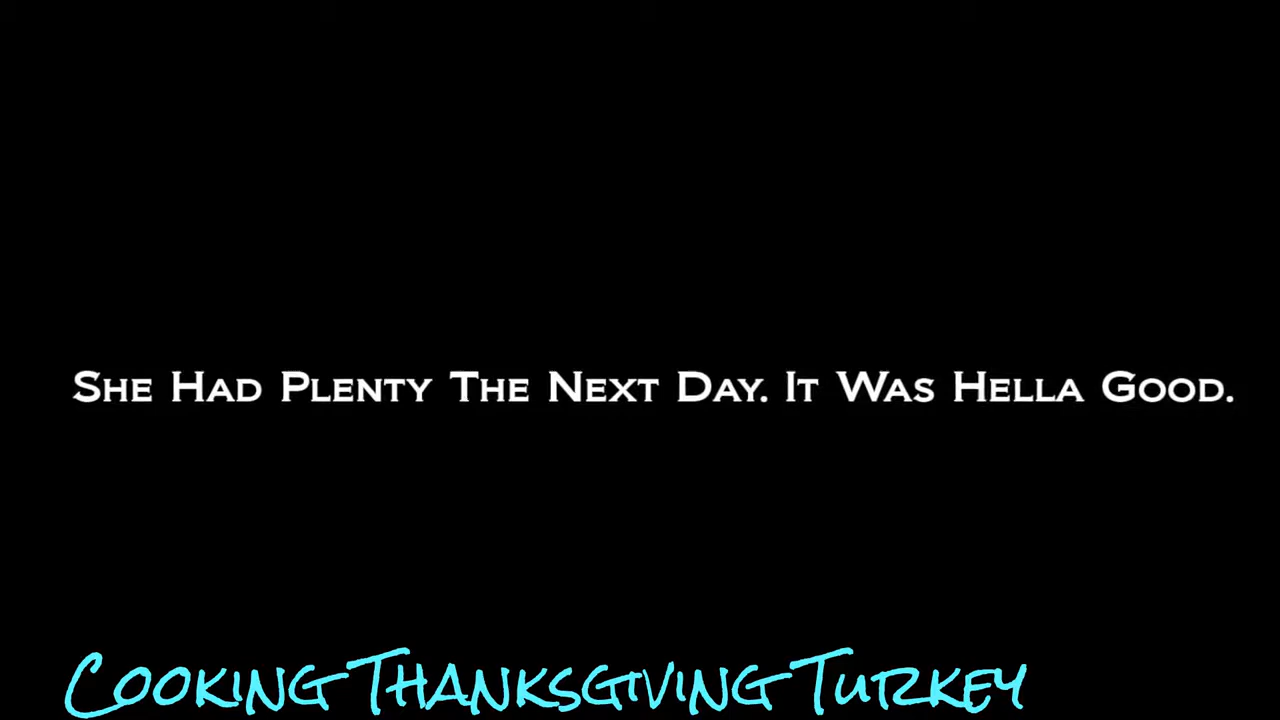 She Had Plenty The Next Day. It Was Hella Good.
Cooking Thanksgiving Turkey